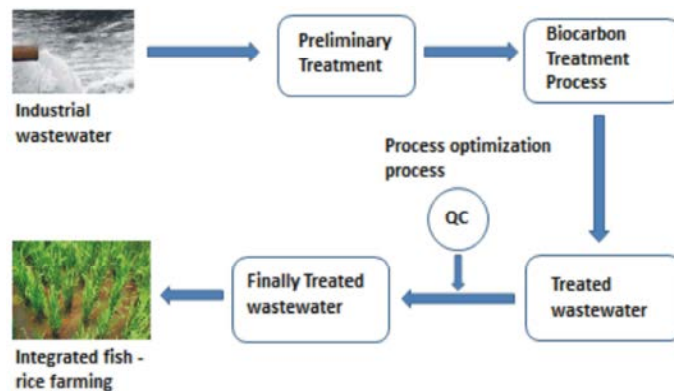 Industrial
wastewater
Preliminary
Treatment
Biocarbon
Treatment
Process
Process optimization
process
QC
Treated
wastewater
Finally Treated
wastewater
Integrated fish -
rice farming